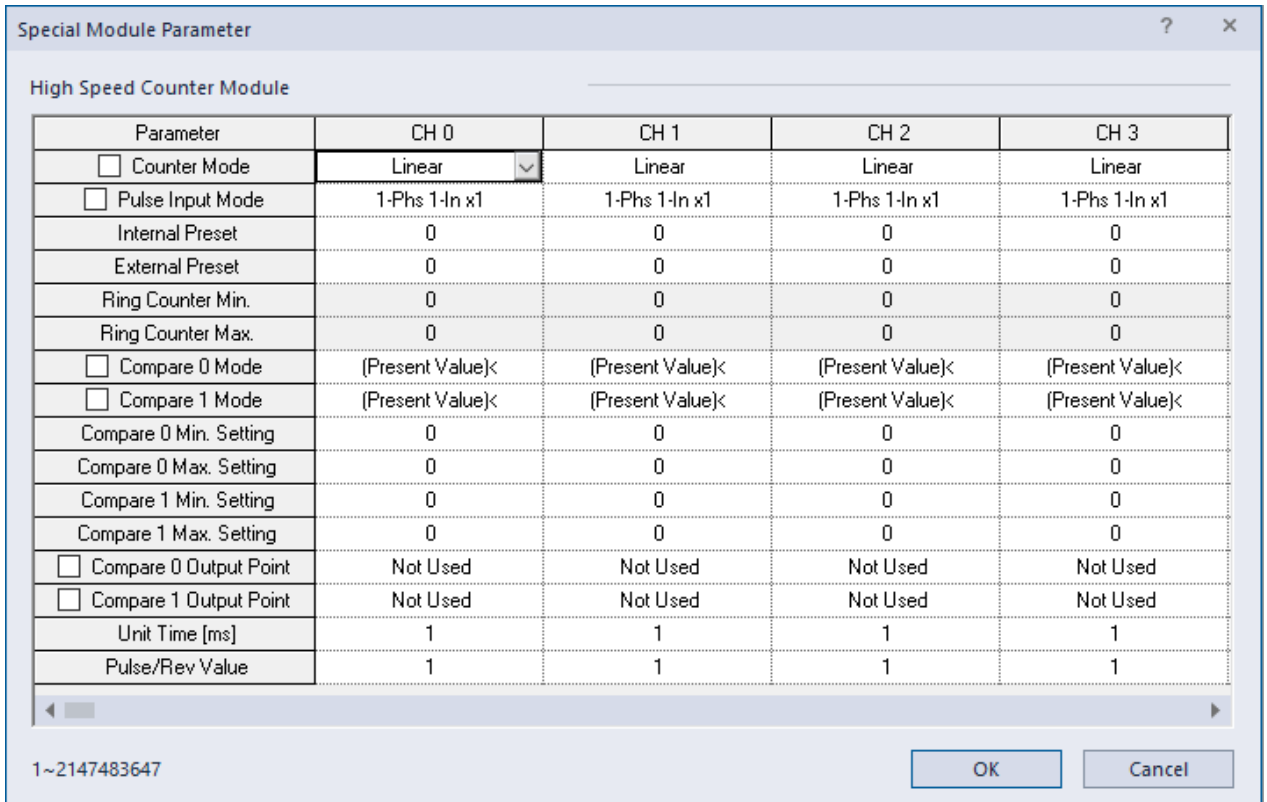 Special Module Parameter
High Speed Counter Module
Parameter CH 0 CH 1 CH 2 CH 3
Counter Mode Linear Linear Linear Linear
Pulse Input Mode 1-Phs 1-In x1 1-Phs 1-In x1 1-Phs 1-In x1 1-Phs 1-In x1
Internal Preset 0 0 0 0
External Preset 0 0 0 0
Ring Counter Min. 0 0 0 0
Ring Counter Max. 0 0 0 0
Compare 0 Mode (Present Value)< (Present Value)< (Present Value)< (Present Value)<
Compare 1 Mode (Present Value)< (Present Value)< (Present Value)< (Present Value)<
Compare 0 Min. Setting 0 0 0 0
Compare 0 Max. Setting 0 0 0 0
Compare 1 Min. Setting 0 0 0 0
Compare 1 Max. Setting 0 0 0 0
Compare 0 Output Point Not Used Not Used Not Used Not Used
Compare 1 Output Point Not Used Not Used Not Used Not Used
Unit Time [ms] 1 1 1 1
Pulse/Rev Value 1 1 1 1
1~2147483647 OK Cancel